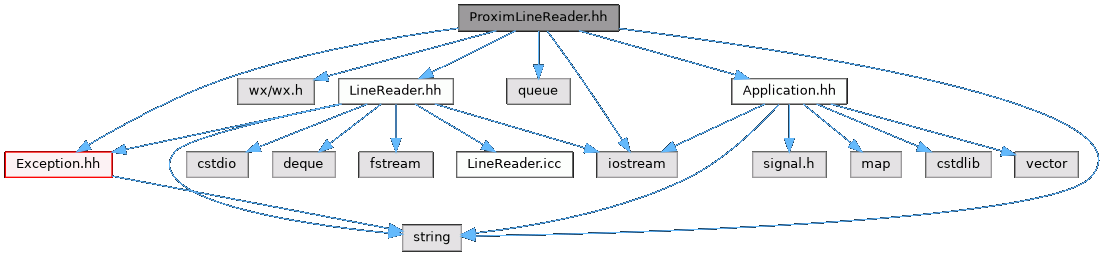 ProximLineReader.hh
wx/wx.h
LineReader.hh
queue
Application.hh
Exception.hh
cstdio
deque
fstream
LineReader.icc
iostream
signal.h
map
cstdlib
vector
string